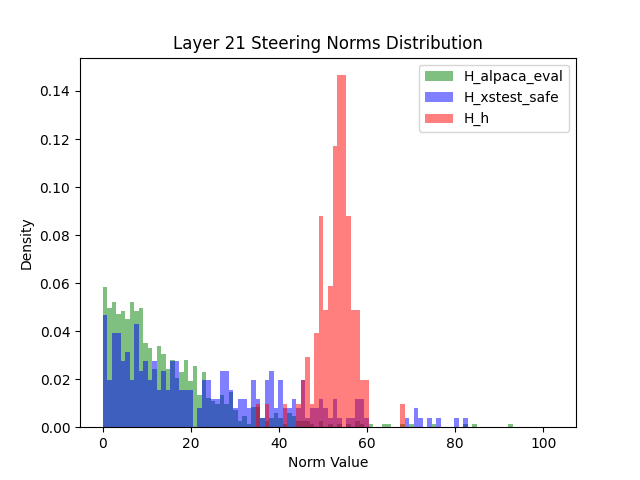 Layer 21 Steering Norms Distribution
H_alpaca_eval
H_xstest_safe
H_h
Density
0.14
0.12
0.10
0.08
0.06
0.04
0.02
0.00
0 20 40 60 80 100
Norm Value